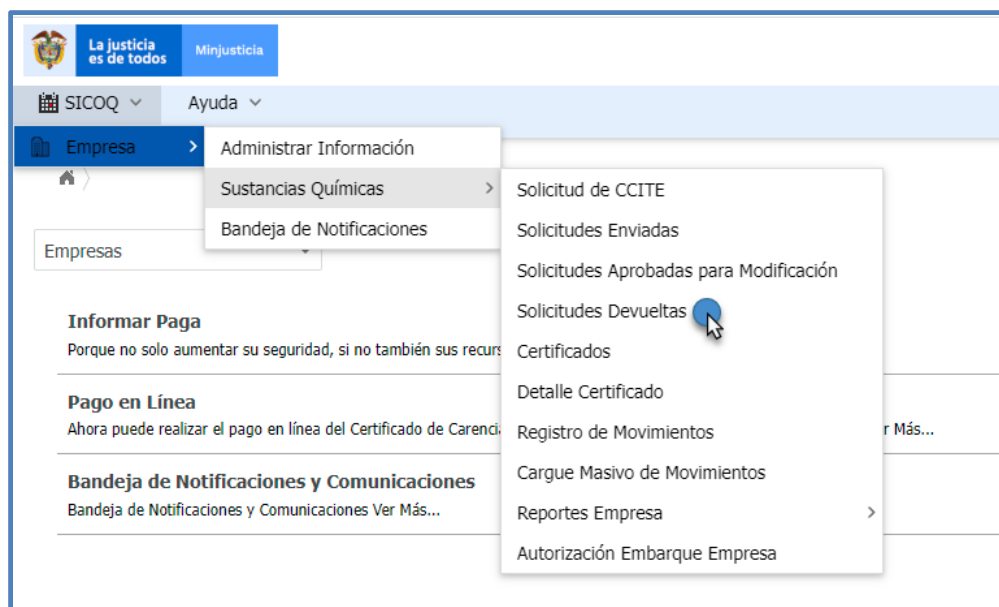 La justicia
es de todos
Minjusticia
SICOQ
Ayuda
Empresa
Administrar Información
Sustancias Químicas
Bandeja de Notificaciones
Solicitud de CCITE
Solicitudes Enviadas
Solicitudes Aprobadas para Modificación
Solicitudes Devueltas
Certificados
Detalle Certificado
Registro de Movimientos
Cargue Masivo de Movimientos
Reportes Empresa
Autorización Embarque Empresa
Empresas
Informar Paga
Porque no solo aumentar su seguridad, si no también sus
Pago en Línea
Ahora puede realizar el pago en línea del Certificado de r Más...
Bandeja de Notificaciones y Comunicaciones
Bandeja de Notificaciones y Comunicaciones Ver Más...